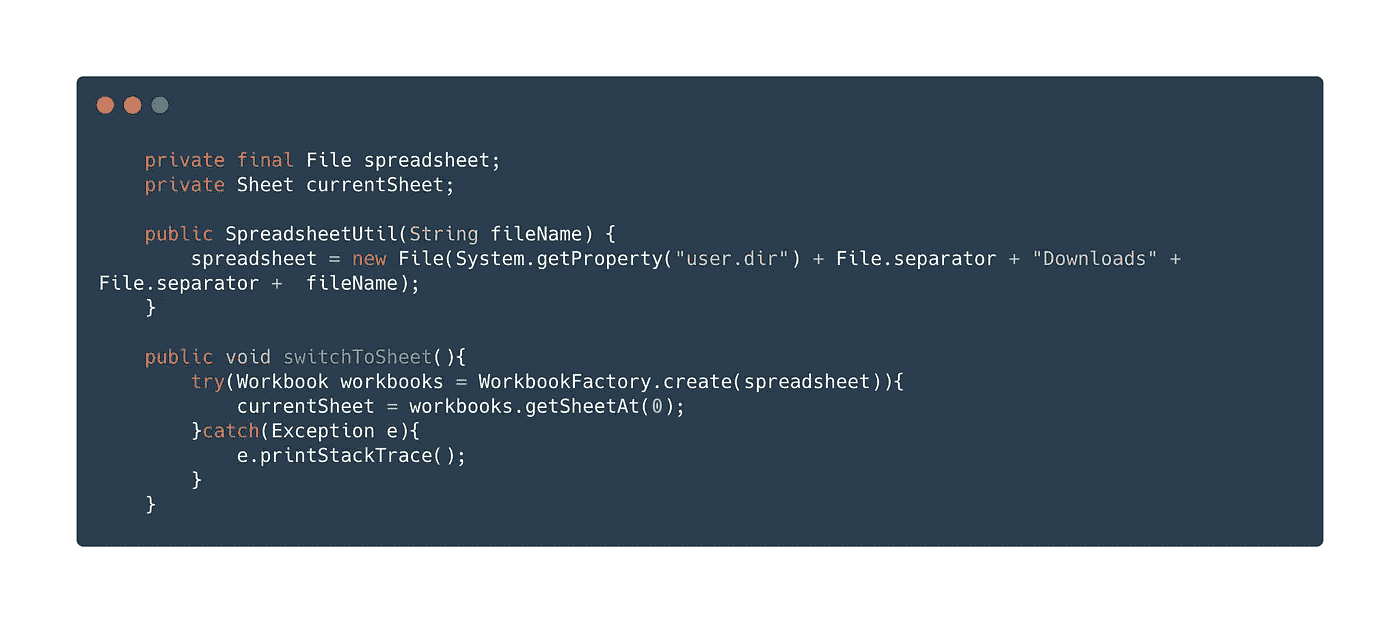 private final File spreadsheet;
private Sheet currentSheet;
public SpreadsheetUtil(String fileName) {
spreadsheet = new File(System.getProperty("user.dir") + File.separator + "Downloads" +
File.separator +  fileName);
}
public void switchToSheet(){
try(Workbook workbooks = WorkbookFactory.create(spreadsheet)){
currentSheet = workbooks.getSheetAt(0);
}catch(Exception e){
e.printStackTrace();
}
}